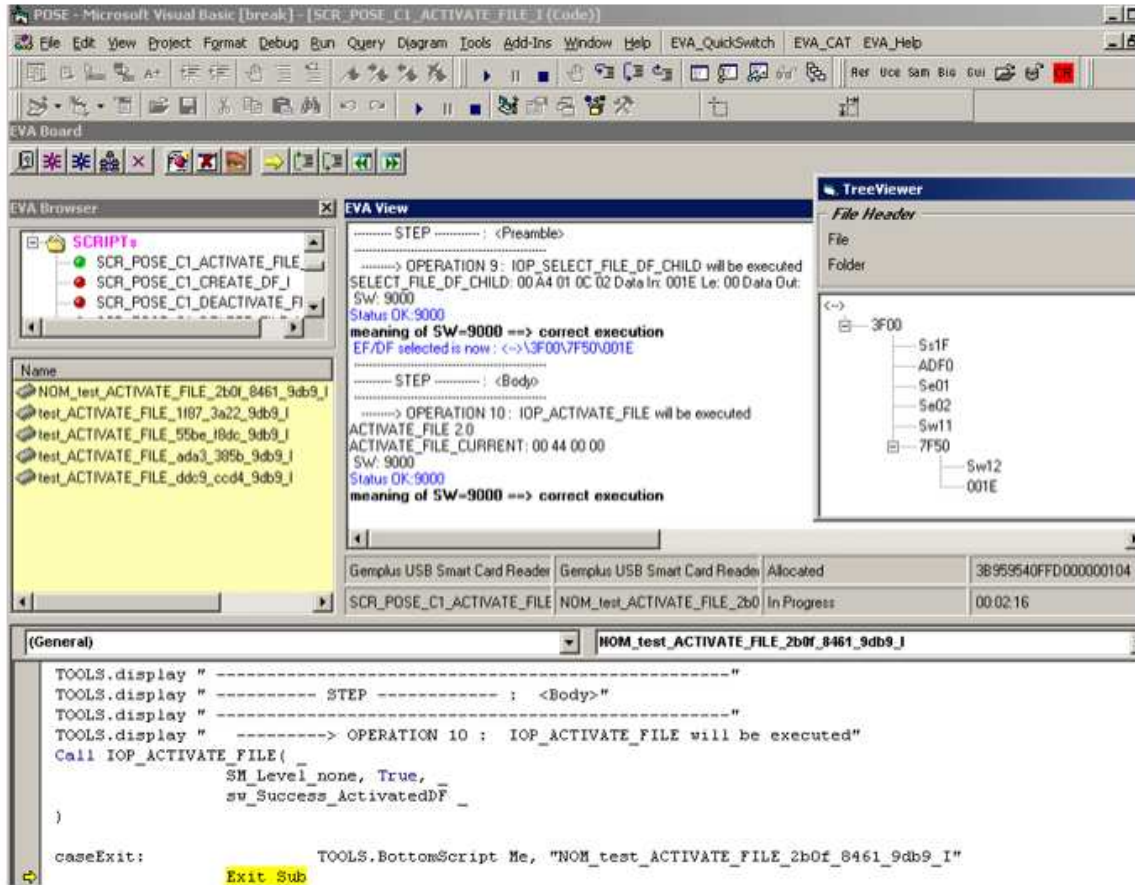 POSE - Microsoft Visual Basic [break] - [SCR_POSE_C1_ACTIVATE_FILE_I (Code)]
File Edit View Project Format Debug Run Query Diagram Tools Add-Ins Window Help EVA_QuickSwitch EVA_CAT EVA_Help
Rer Uce Sam Bio Gui CR
EVA Board
EVA Browser
SCRIPTs
SCR_POSE_C1_ACTIVATE_FILE_
SCR_POSE_C1_CREATE_DF_I
SCR_POSE_C1_DEACTIVATE_FI
Name
NOM_test_ACTIVATE_FILE_2b0f_8461_9db9_I
test_ACTIVATE_FILE_1f87_3a22_9db9_I
test_ACTIVATE_FILE_55be_f8dc_9db9_I
test_ACTIVATE_FILE_ada3_385b_9db9_I
test_ACTIVATE_FILE_ddc9_ccd4_9db9_I
EVA View
---------- STEP ------------ : <Preamble>
---------> OPERATION 9 : IOP_SELECT_FILE_DF_CHILD will be executed
SELECT_FILE_DF_CHILD: 00 A4 01 0C 02 Data In: 001E Le: 00 Data Out:
SW: 9000
Status OK:9000
meaning of SW=9000 ==> correct execution
EF/DF selected is now : <-->\3F00\7F50\001E
---------- STEP ------------ : <Body>
---------> OPERATION 10 : IOP_ACTIVATE_FILE will be executed
ACTIVATE_FILE 2.0
ACTIVATE_FILE_CURRENT: 00 44 00 00
SW: 9000
Status OK:9000
meaning of SW=9000 ==> correct execution
TreeViewer
File Header
File
Folder
<-->
3F00
Ss1F
ADF0
Se01
Se02
Sw11
7F50
Sw12
001E
Gemplus USB Smart Card Reader Gemplus USB Smart Card Reader Allocated 3B959540FFD000000104
SCR_POSE_C1_ACTIVATE_FILE NOM_test_ACTIVATE_FILE_2b0 In Progress 00:02:16
(General) NOM_test_ACTIVATE_FILE_2b0f_8461_9db9_I
TOOLS.display " ----------------------------------------------------"
TOOLS.display " ---------- STEP ------------ : <Body>"
TOOLS.display " ----------------------------------------------------"
TOOLS.display " ---------> OPERATION 10 : IOP_ACTIVATE_FILE will be executed"
Call IOP_ACTIVATE_FILE( _
SM_Level_none, True, _
sw_Success_ActivatedDF _
)
caseExit: TOOLS.BottomScript Me, "NOM_test_ACTIVATE_FILE_2b0f_8461_9db9_I"
Exit Sub